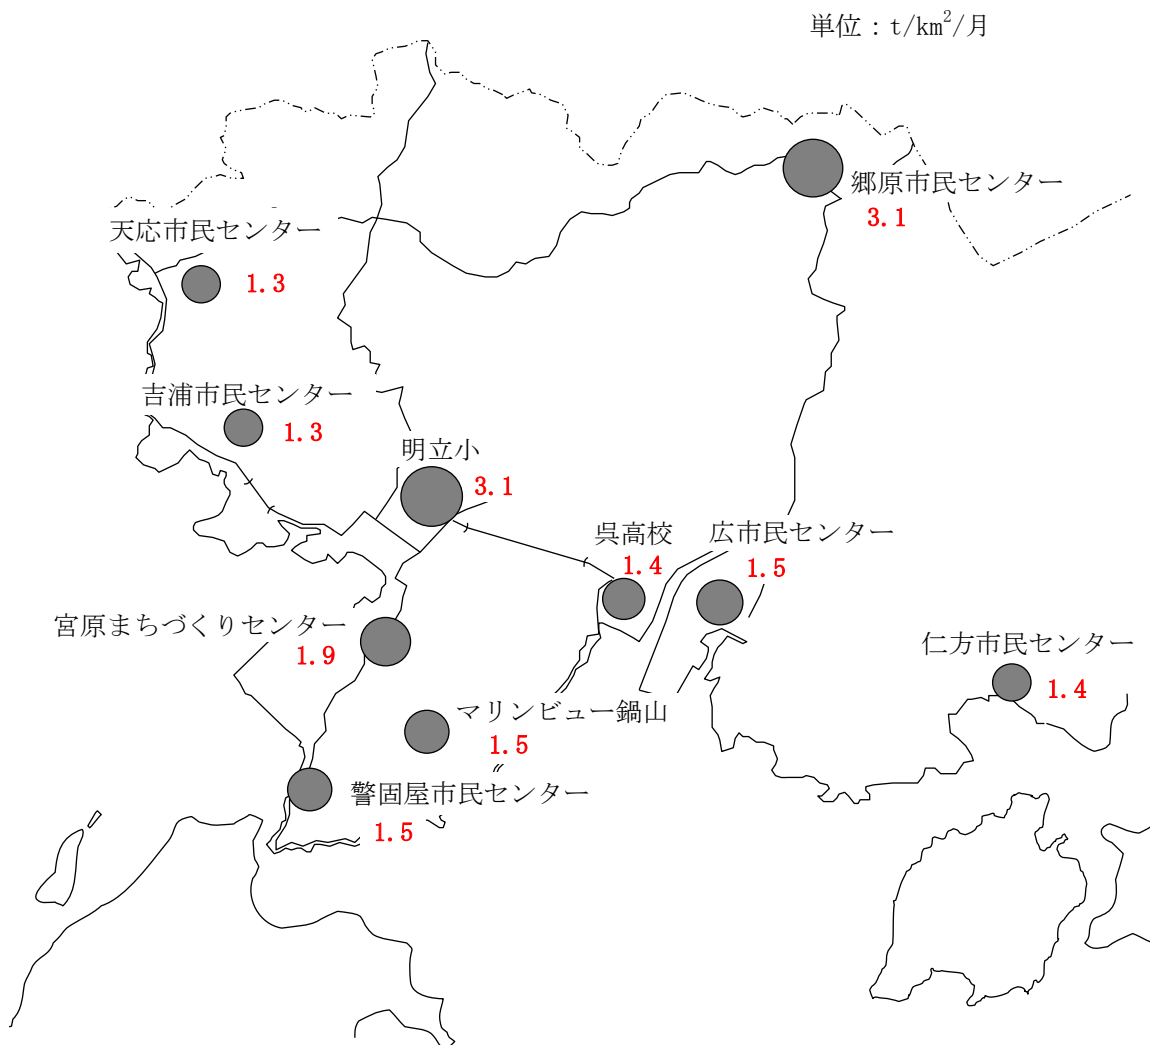 単位：t/km²/月
郷原市民センター
3.1
天応市民センター
1.3
吉浦市民センター
1.3
明立小
3.1
呉高校
1.4
広市民センター
1.5
宮原まちづくりセンター
1.9
仁方市民センター
1.4
マリンビュー鍋山
1.5
警固屋市民センター
1.5